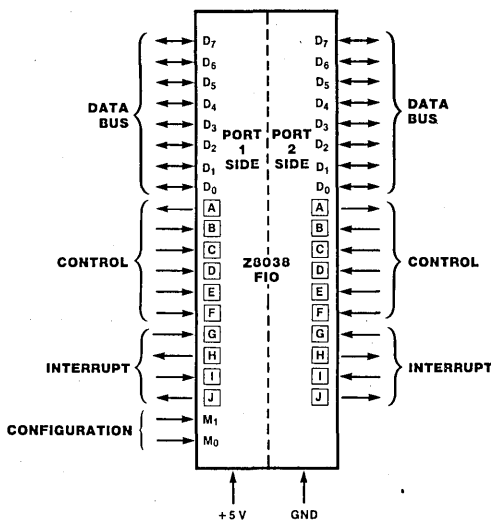 D7 D7
D6 D6
D5 D5
DATA BUS D4 D4 DATA BUS
D3 D3
PORT 1 SIDE PORT 2 SIDE
D2 D2
D1 D1
D0 D0
A A
B B
C C
CONTROL D Z8038 FIO D CONTROL
E E
F F
G G
H H
INTERRUPT I I INTERRUPT
J J
CONFIGURATION M1
M0
+5 V GND